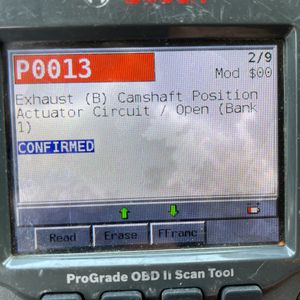 P0013
2/9
Mod $00
Exhaust (B) Camshaft Position
Actuator Circuit / Open (Bank
1)
CONFIRMED
Read
Erase
FFrame
ProGrade OBD II Scan Tool